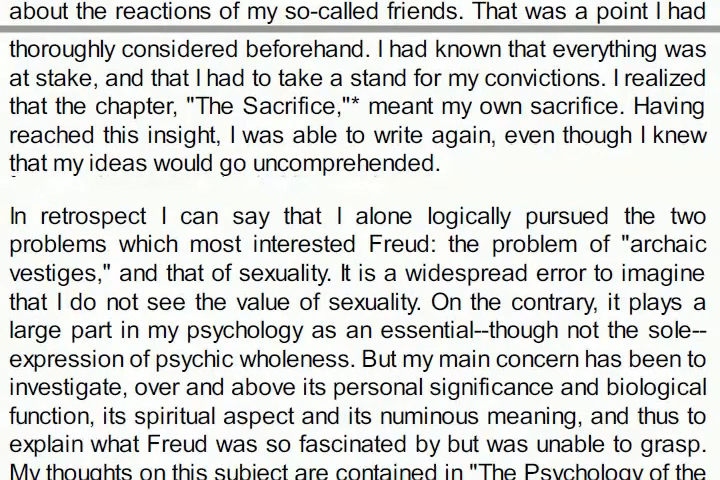 about the reactions of my so-called friends. That was a point I had
thoroughly considered beforehand. I had known that everything was
at stake, and that I had to take a stand for my convictions. I realized
that the chapter, "The Sacrifice,"* meant my own sacrifice. Having
reached this insight, I was able to write again, even though I knew
that my ideas would go uncomprehended.
In retrospect I can say that I alone logically pursued the two
problems which most interested Freud: the problem of "archaic
vestiges," and that of sexuality. It is a widespread error to imagine
that I do not see the value of sexuality. On the contrary, it plays a
large part in my psychology as an essential--though not the sole--
expression of psychic wholeness. But my main concern has been to
investigate, over and above its personal significance and biological
function, its spiritual aspect and its numinous meaning, and thus to
explain what Freud was so fascinated by but was unable to grasp.
My thoughts on this subject are contained in "The Psychology of the